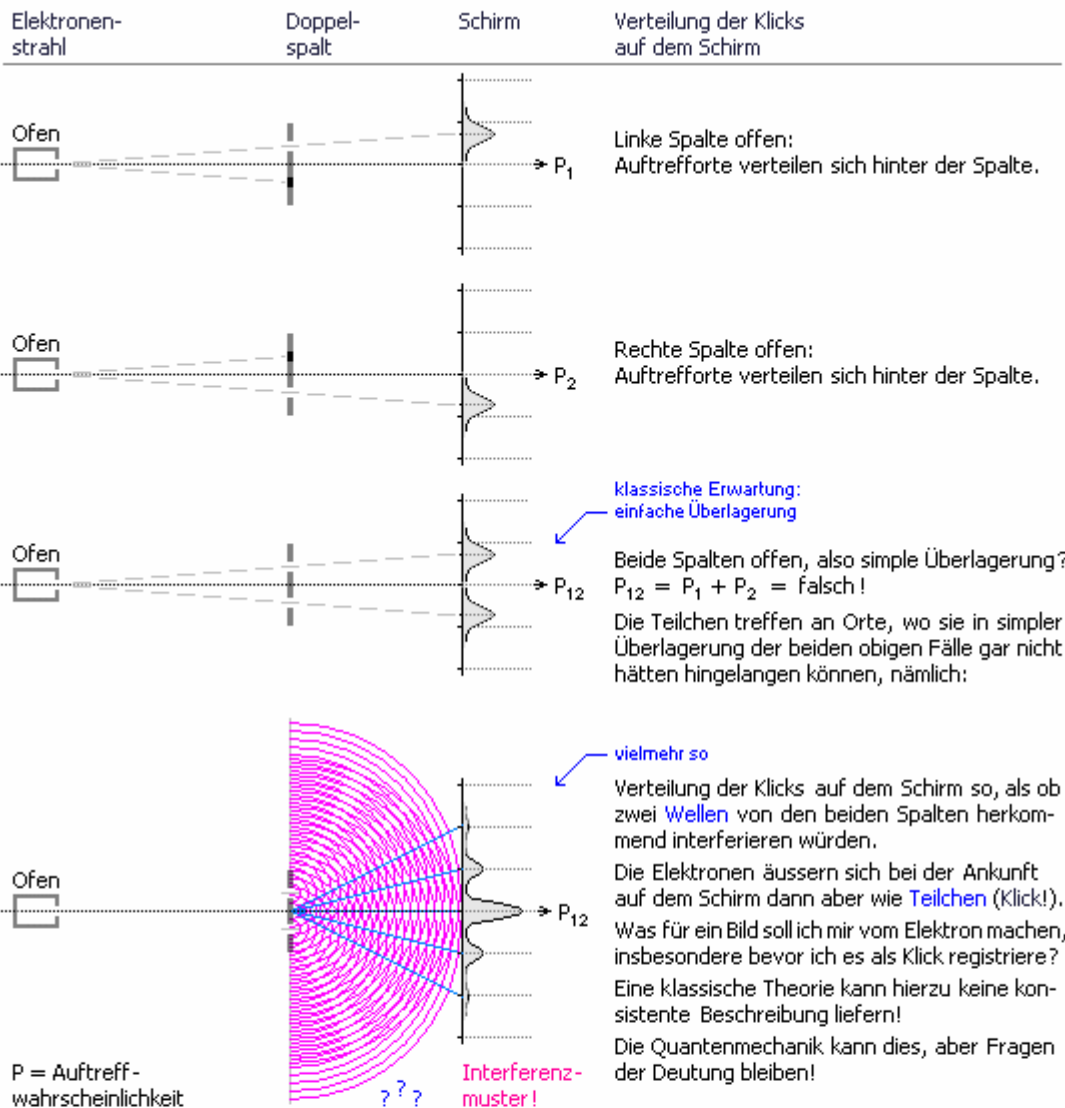 Elektronen-
strahl
Doppel-
spalt
Schirm
Verteilung der Klicks
auf dem Schirm
Ofen
P1
Linke Spalte offen:
Auftrefforte verteilen sich hinter der Spalte.
Ofen
P2
Rechte Spalte offen:
Auftrefforte verteilen sich hinter der Spalte.
klassische Erwartung:
einfache Überlagerung
Ofen
P12
Beide Spalten offen, also simple Überlagerung?
P12 = P1 + P2 = falsch!
Die Teilchen treffen an Orte, wo sie in simpler
Überlagerung der beiden obigen Fälle gar nicht
hätten hingelangen können, nämlich:
vielmehr so
Verteilung der Klicks auf dem Schirm so, als ob
zwei Wellen von den beiden Spalten herkom-
mend interferieren würden.
Ofen
P12
Die Elektronen äussern sich bei der Ankunft
auf dem Schirm dann aber wie Teilchen (Klick!).
Was für ein Bild soll ich mir vom Elektron machen,
insbesondere bevor ich es als Klick registriere?
Eine klassische Theorie kann hierzu keine kon-
sistente Beschreibung liefern!
Die Quantenmechanik kann dies, aber Fragen
der Deutung bleiben!
P = Auftreff-
wahrscheinlichkeit
? ? ?
Interferenz-
muster!